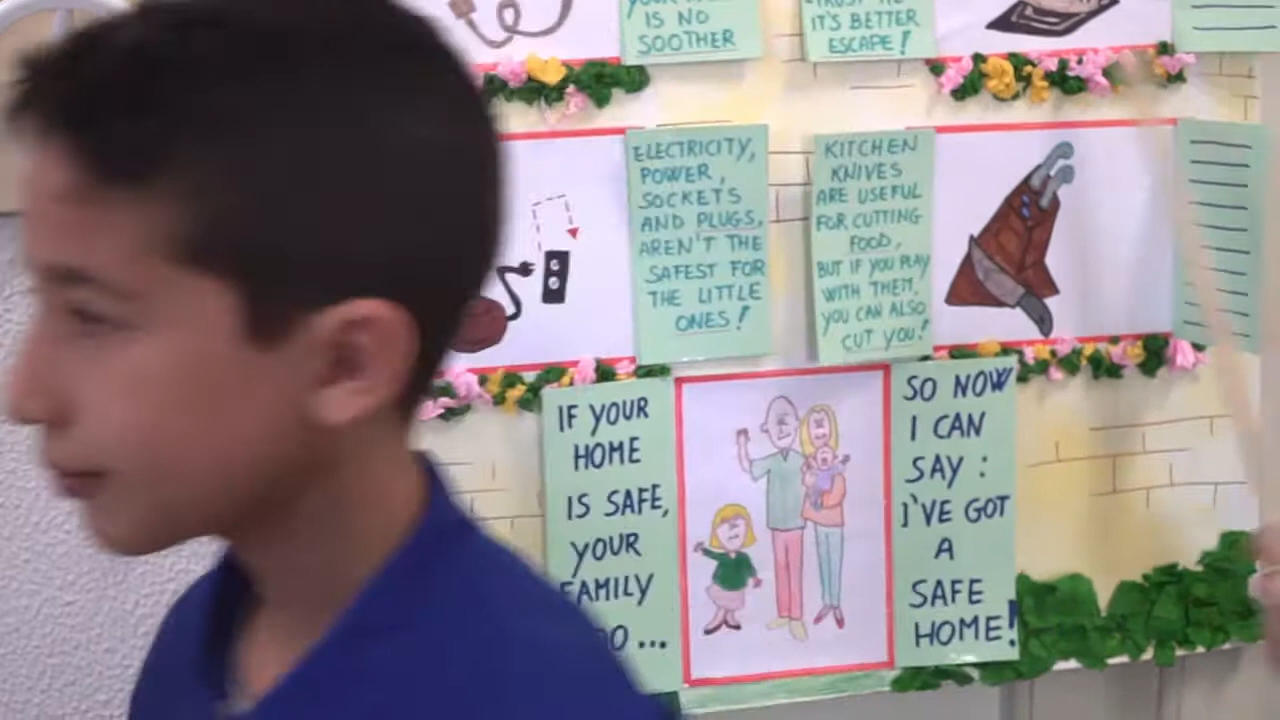 IS NO
SOOTHER
IT'S BETTER
ESCAPE!
ELECTRICITY,
POWER,
SOCKETS
AND PLUGS,
AREN'T THE
SAFEST FOR
THE LITTLE
ONES!
KITCHEN
KNIVES
ARE USEFUL
FOR CUTTING
FOOD,
BUT IF YOU PLAY
WITH THEM,
YOU CAN ALSO
CUT YOU!
IF YOUR
HOME
IS SAFE,
YOUR
FAMILY
...
SO NOW
I CAN
SAY:
I'VE GOT
A
SAFE
HOME!